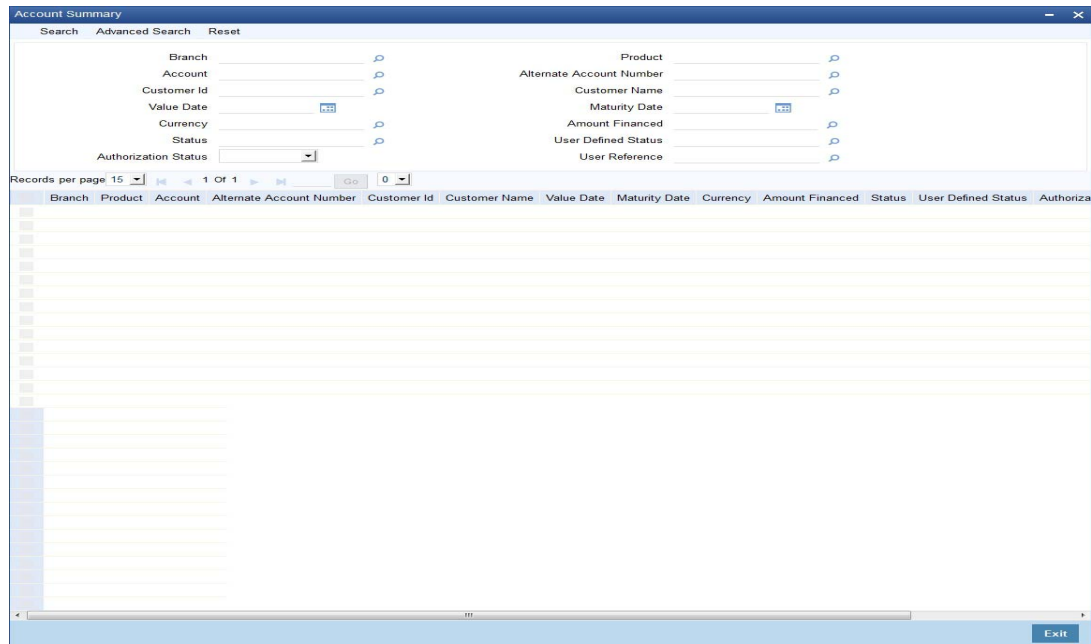 Account Summary
Search Advanced Search Reset
Branch Product
Account Alternate Account Number
Customer Id Customer Name
Value Date Maturity Date
Currency Amount Financed
Status User Defined Status
Authorization Status User Reference
Records per page 15 1 Of 1 Go 0
Branch Product Account Alternate Account Number Customer Id Customer Name Value Date Maturity Date Currency Amount Financed Status User Defined Status Authoriza
Exit